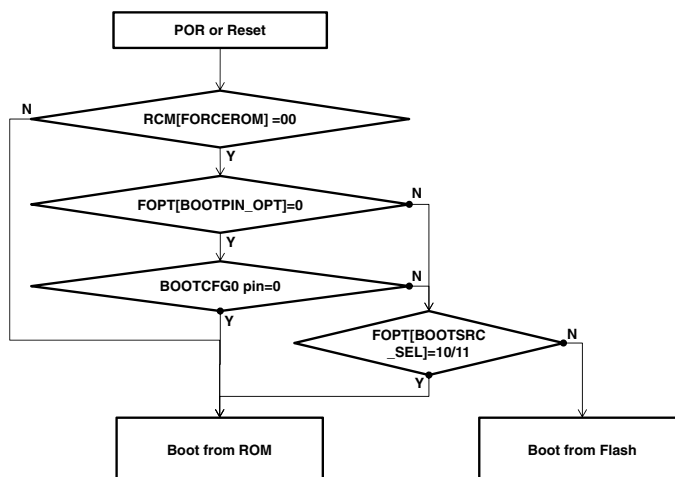 POR or Reset
N
RCM[FORCEROM] =00
Y
N
FOPT[BOOTPIN_OPT]=0
Y
BOOTCFG0 pin=0
N
Y
FOPT[BOOTSRC
_SEL]=10/11
N
Y
Boot from ROM
Boot from Flash